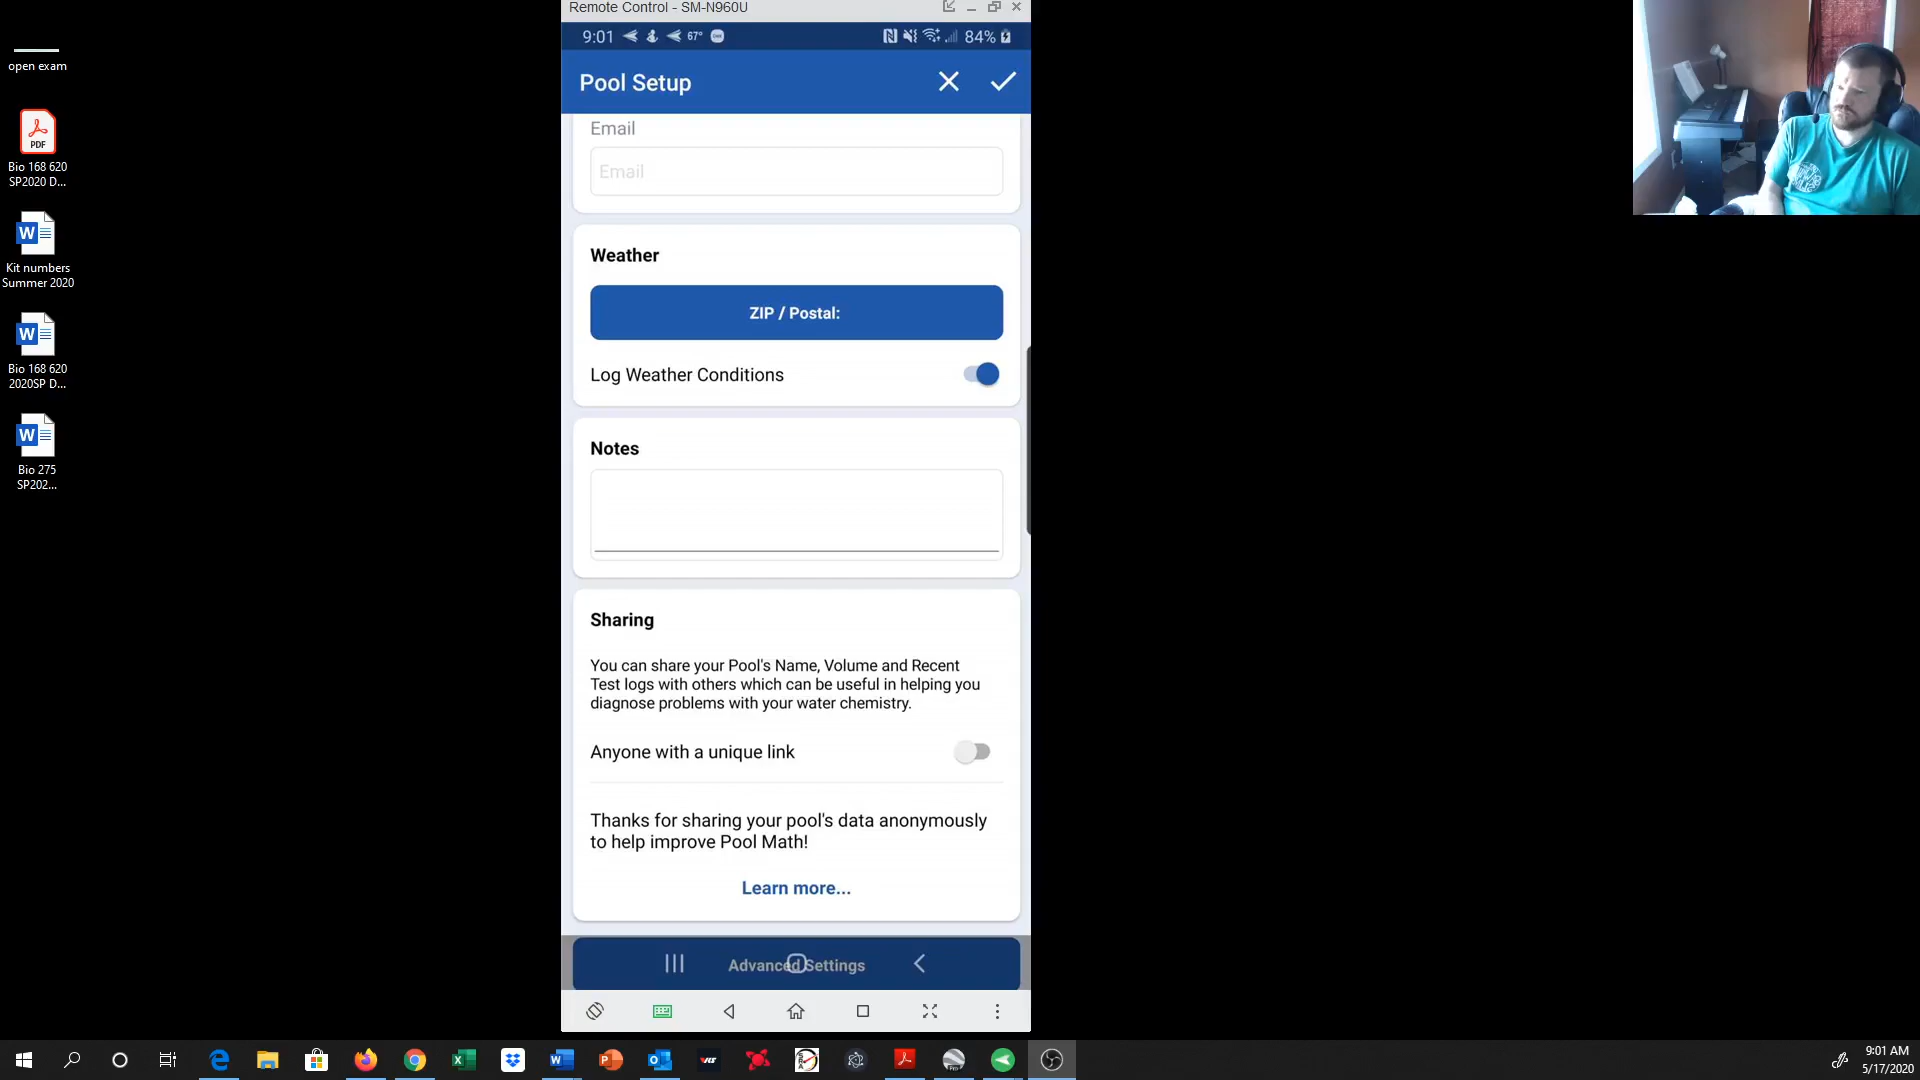 Remote Control - SM-N960U
9:01 67° 84%
Pool Setup
Email
Email
Weather
ZIP / Postal:
Log Weather Conditions
Notes
Sharing
You can share your Pool's Name, Volume and Recent
Test logs with others which can be useful in helping you
diagnose problems with your water chemistry.
Anyone with a unique link
Thanks for sharing your pool's data anonymously
to help improve Pool Math!
Learn more...
Advanced Settings
open exam
PDF
Bio 168 620
SP2020 D...
W
Kit numbers
Summer 2020
W
Bio 168 620
2020SP D...
W
Bio 275
SP202...
9:01 AM
5/17/2020